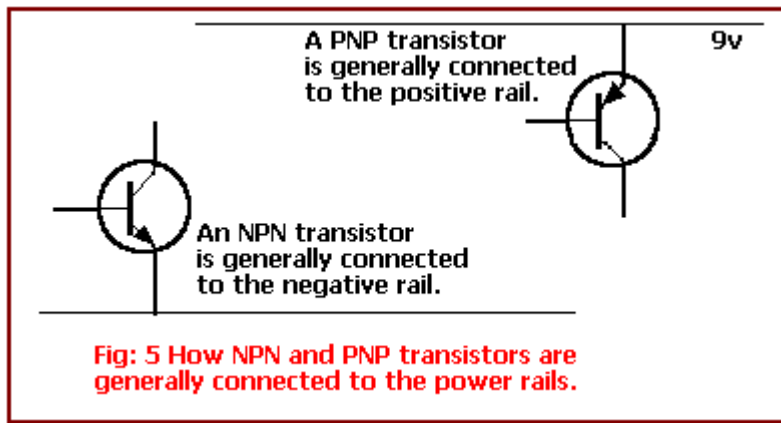 A PNP transistor
is generally connected
to the positive rail.
9v
An NPN transistor
is generally connected
to the negative rail.
Fig: 5 How NPN and PNP transistors are
generally connected to the power rails.